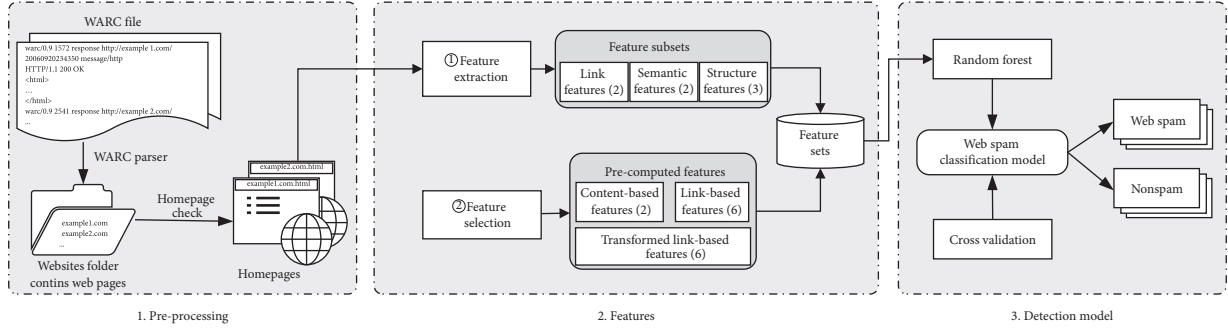 WARC file
warc/0.9 1572 response http://example 1.com/
20060920234350 message/http
HTTP/1.1 200 OK
<html>
...
</html>
warc/0.9 2541 response http://example 2.com/
...
WARC parser
example1.com
example2.com
...
Websites folder
contins web pages
Homepage
check
example2.com.html
example1.com.html
Homepages
1. Pre-processing
① Feature
extraction
Feature subsets
Link
features (2)
Semantic
features (2)
Structure
features (3)
② Feature
selection
Pre-computed features
Content-based
features (2)
Link-based
features (6)
Transformed link-based
features (6)
Feature
sets
2. Features
Random forest
Web spam
classification model
Cross validation
Web spam
Nonspam
3. Detection model